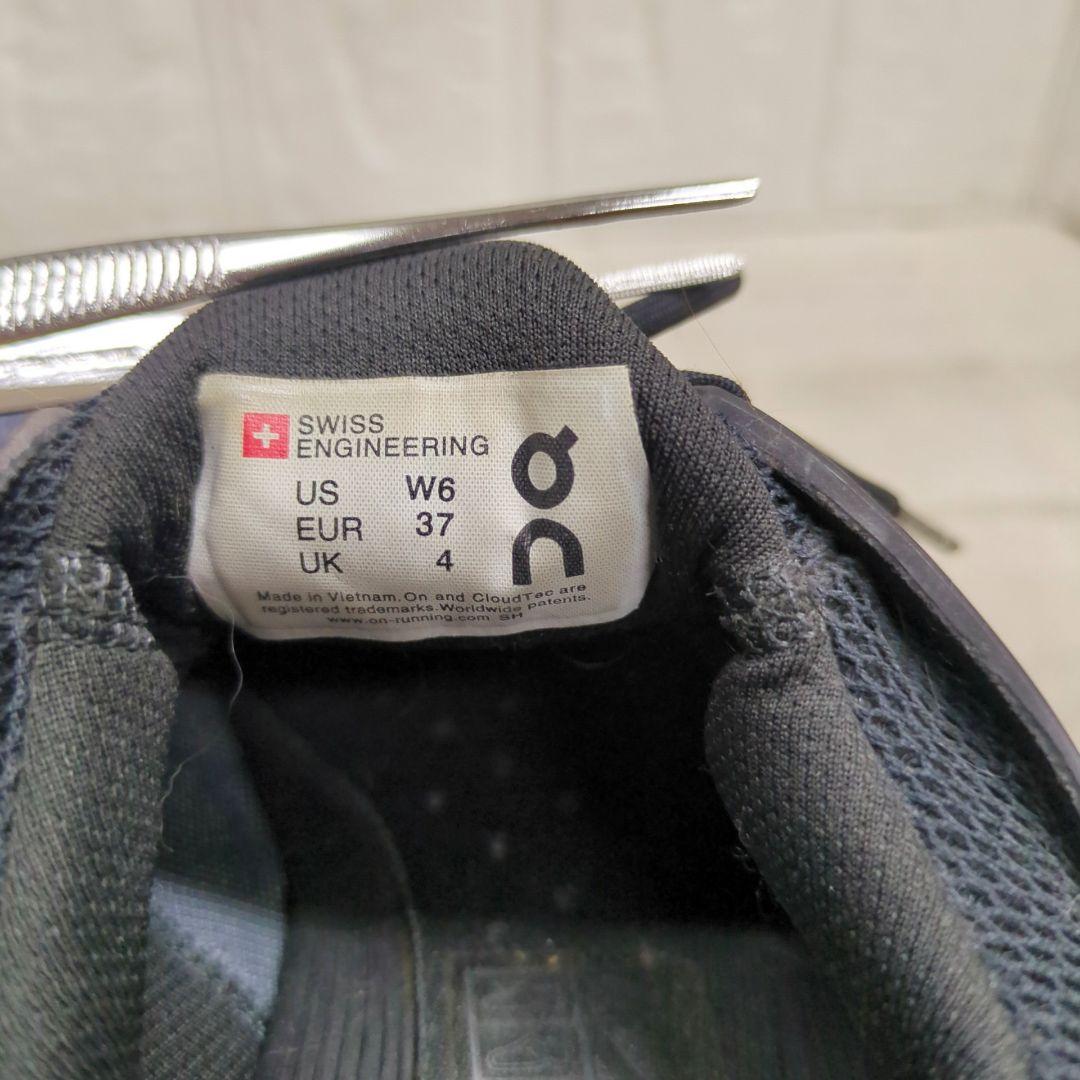 SWISS
ENGINEERING
US W6
EUR 37
UK 4
On
Made in Vietnam. On and CloudTec are
registered trademarks. Worldwide patents.
www.on-running.com SH